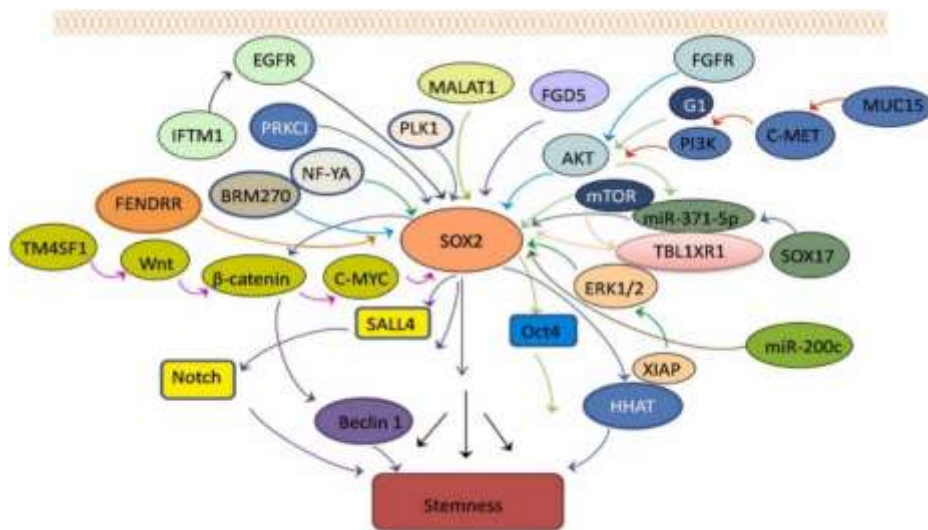 EGFR
FGFR
MALAT1
FGD5
G1
MUC15
IFTM1
PRKCI
PLK1
PI3K
C-MET
AKT
NF-YA
BRM270
mTOR
FENDRR
miR-371-5p
SOX2
TBL1XR1
SOX17
TM4SF1
Wnt
β-catenin
C-MYC
ERK1/2
SALL4
Oct4
miR-200c
XIAP
Notch
HHAT
Beclin 1
Stemness